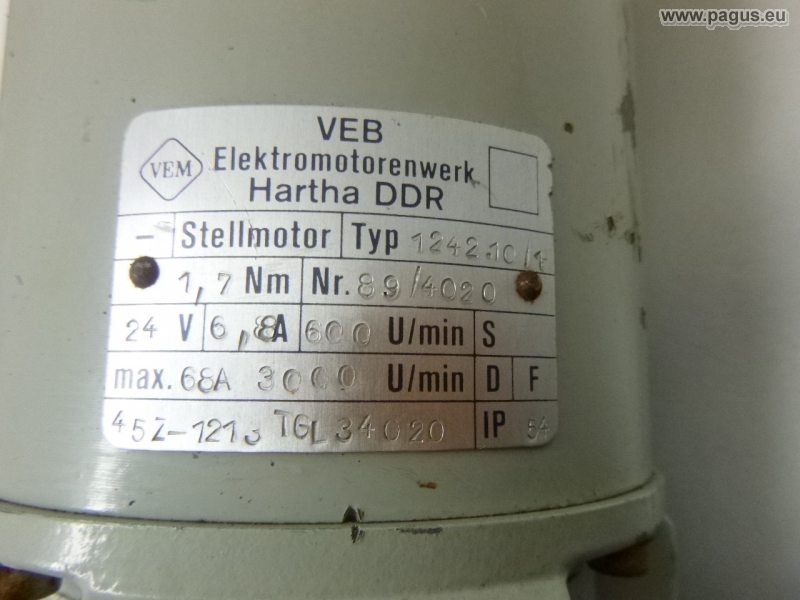 www.pagus.eu
VEB
VEM
Elektromotorenwerk
Hartha DDR
– Stellmotor Typ 1242.10/4
1,7 Nm Nr. 89/4020
24 V 6,8A 600 U/min S
max. 68A 3000 U/min D F
45Z-1213 TGL 34020 IP 54